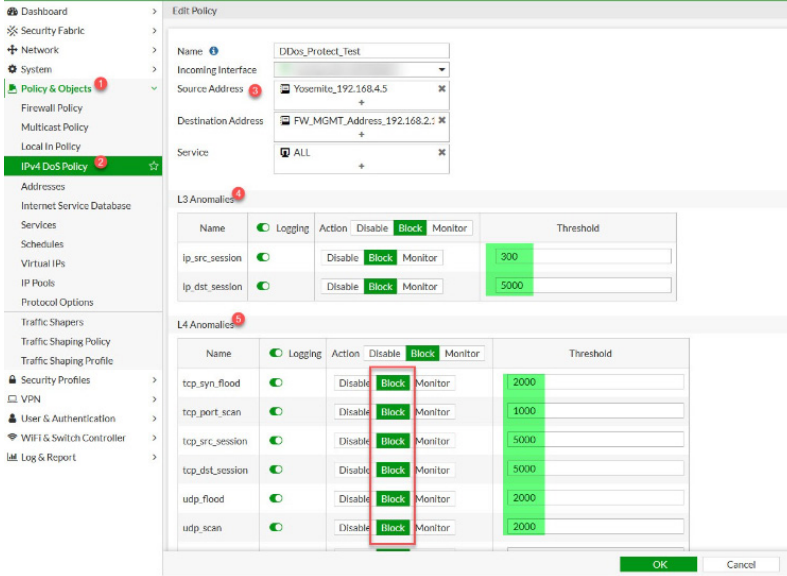 Dashboard
Security Fabric
Network
System
Policy & Objects 1
Firewall Policy
Multicast Policy
Local In Policy
IPv4 DoS Policy 2
Addresses
Internet Service Database
Services
Schedules
Virtual IPs
IP Pools
Protocol Options
Traffic Shapers
Traffic Shaping Policy
Traffic Shaping Profile
Security Profiles
VPN
User & Authentication
WiFi & Switch Controller
Log & Report
Edit Policy
Name DDos_Protect_Test
Incoming Interface
Source Address 3 Yosemite_192.168.4.5
+
Destination Address FW_MGMT_Address_192.168.2.1
+
Service ALL
+
L3 Anomalies 4
Name Logging Action Disable Block Monitor Threshold
ip_src_session Disable Block Monitor 300
ip_dst_session Disable Block Monitor 5000
L4 Anomalies 5
Name Logging Action Disable Block Monitor Threshold
tcp_syn_flood Disable Block Monitor 2000
tcp_port_scan Disable Block Monitor 1000
tcp_src_session Disable Block Monitor 5000
tcp_dst_session Disable Block Monitor 5000
udp_flood Disable Block Monitor 2000
udp_scan Disable Block Monitor 2000
OK Cancel